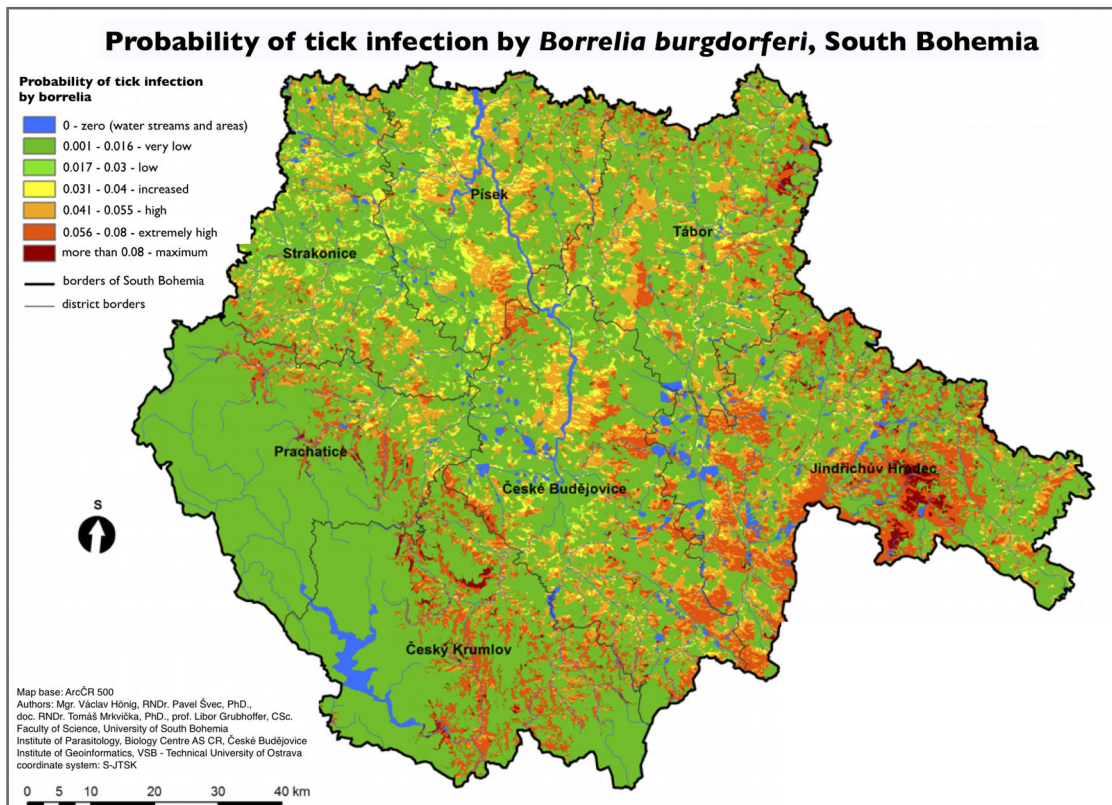 Probability of tick infection by Borrelia burgdorferi, South Bohemia
Probability of tick infection
by borrelia
0 - zero (water streams and areas)
0.001 - 0.016 - very low
0.017 - 0.03 - low
0.031 - 0.04 - increased
0.041 - 0.055 - high
0.056 - 0.08 - extremely high
more than 0.08 - maximum
borders of South Bohemia
district borders
Písek
Tábor
Strakonice
Prachatice
Jindřichův Hradec
České Budějovice
S
Český Krumlov
Map base: ArcČR 500
Authors: Mgr. Václav Hönig, RNDr. Pavel Švec, PhD.,
doc. RNDr. Tomáš Mrkvička, PhD., prof. Libor Grubhoffer, CSc.
Faculty of Science, University of South Bohemia
Institute of Parasitology, Biology Centre AS CR, České Budějovice
Institute of Geoinformatics, VSB - Technical University of Ostrava
coordinate system: S-JTSK
0 5 10 20 30 40 km